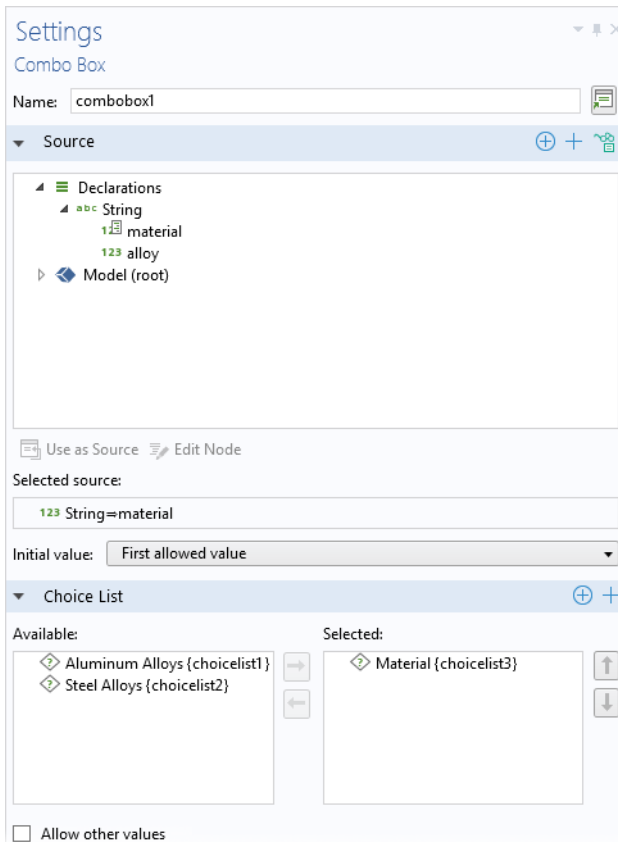 Settings
Combo Box
Name: combobox1
Source
Declarations
abc String
material
123 alloy
Model (root)
Use as Source Edit Node
Selected source:
123 String⇒material
Initial value: First allowed value
Choice List
Available: Selected:
Aluminum Alloys {choicelist1} Material {choicelist3}
Steel Alloys {choicelist2}
Allow other values